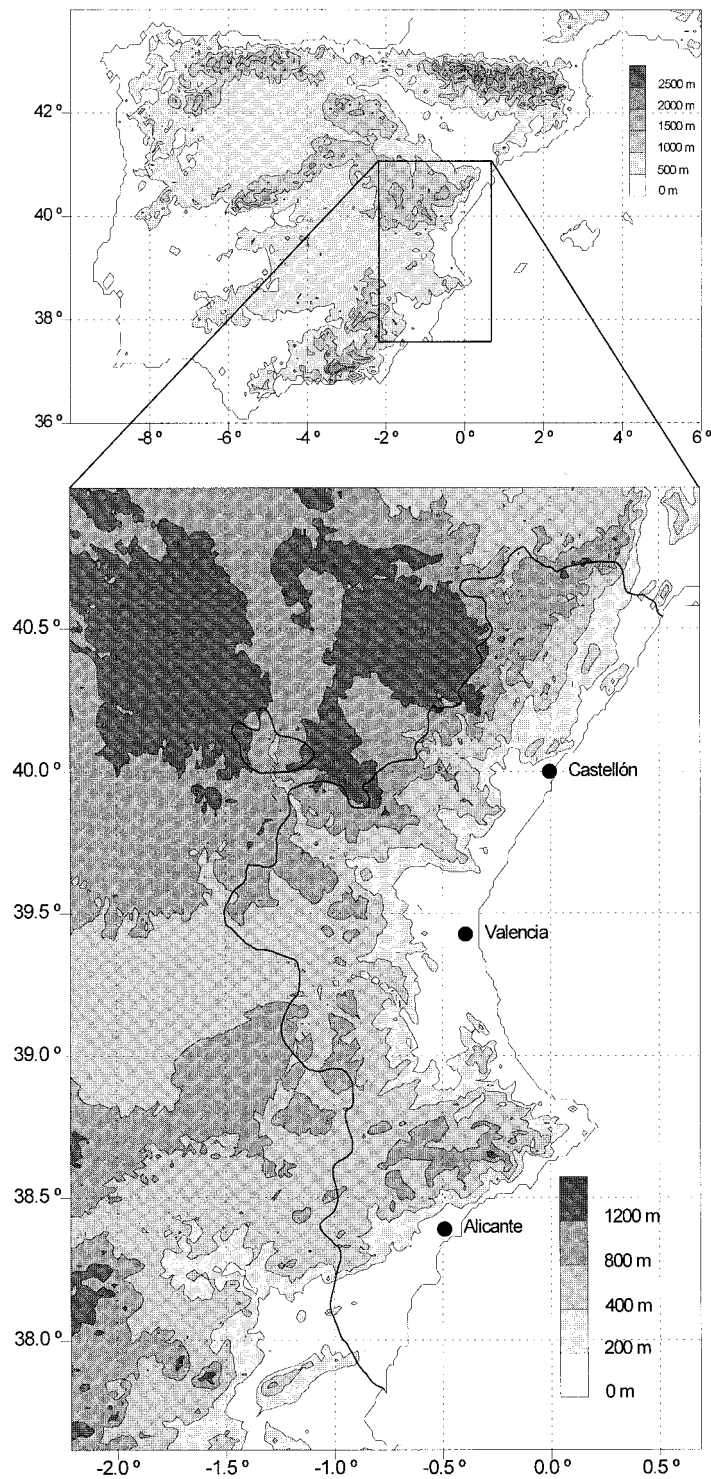 2500 m
2000 m
1500 m
1000 m
500 m
0 m
42 º
40 º
38 º
36 º
-8 º -6 º -4 º -2 º 0 º 2 º 4 º 6 º
40.5 º
40.0 º
39.5 º
39.0 º
38.5 º
38.0 º
Castellón
Valencia
Alicante
1200 m
800 m
400 m
200 m
0 m
-2.0 º -1.5 º -1.0 º -0.5 º 0.0 º 0.5 º